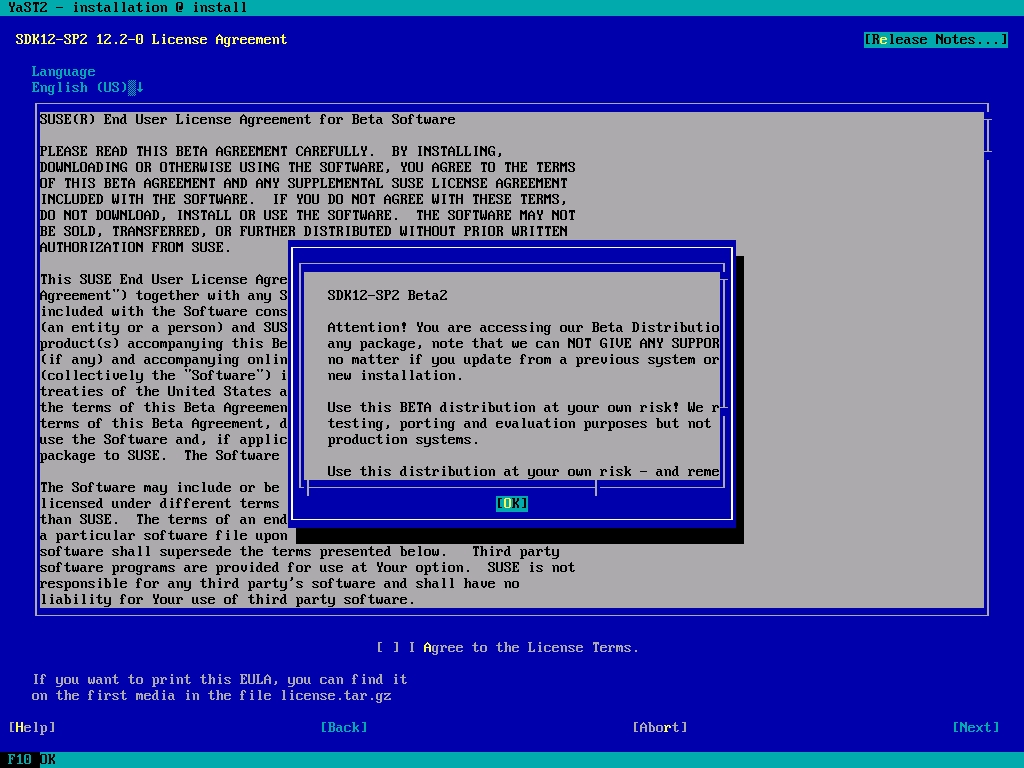 YaST2 - installation @ install
SDK12-SP2 12.2-0 License Agreement
[Release Notes...]
Language
English (US)↓
SUSE(R) End User License Agreement for Beta Software
PLEASE READ THIS BETA AGREEMENT CAREFULLY.  BY INSTALLING,
DOWNLOADING OR OTHERWISE USING THE SOFTWARE, YOU AGREE TO THE TERMS
OF THIS BETA AGREEMENT AND ANY SUPPLEMENTAL SUSE LICENSE AGREEMENT
INCLUDED WITH THE SOFTWARE.  IF YOU DO NOT AGREE WITH THESE TERMS,
DO NOT DOWNLOAD, INSTALL OR USE THE SOFTWARE.  THE SOFTWARE MAY NOT
BE SOLD, TRANSFERRED, OR FURTHER DISTRIBUTED WITHOUT PRIOR WRITTEN
AUTHORIZATION FROM SUSE.
This SUSE End User License Agre
Agreement") together with any S
included with the Software cons
(an entity or a person) and SUS
product(s) accompanying this Be
(if any) and accompanying onlin
(collectively the "Software") i
treaties of the United States a
the terms of this Beta Agreemen
terms of this Beta Agreement, d
use the Software and, if applic
package to SUSE.  The Software
The Software may include or be
licensed under different terms
than SUSE.  The terms of an end
a particular software file upon
software shall supersede the terms presented below.   Third party
software programs are provided for use at Your option.  SUSE is not
responsible for any third party's software and shall have no
liability for Your use of third party software.
SDK12-SP2 Beta2
Attention! You are accessing our Beta Distributio
any package, note that we can NOT GIVE ANY SUPPOR
no matter if you update from a previous system or
new installation.
Use this BETA distribution at your own risk! We r
testing, porting and evaluation purposes but not
production systems.
Use this distribution at your own risk - and reme
[OK]
[ ] I Agree to the License Terms.
If you want to print this EULA, you can find it
on the first media in the file license.tar.gz
[Help] [Back] [Abort] [Next]
F10 OK